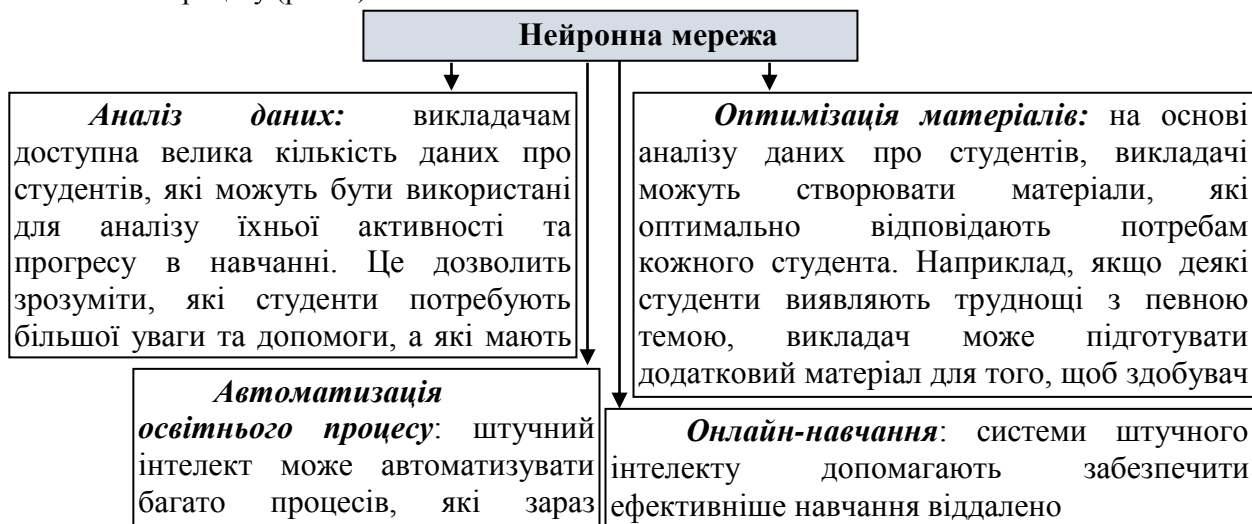 Нейронна мережа
Аналіз даних: викладачам
доступна велика кількість даних про
студентів, які можуть бути використані
для аналізу їхньої активності та
прогресу в навчанні. Це дозволить
зрозуміти, які студенти потребують
більшої уваги та допомоги, а які мають
Оптимізація матеріалів: на основі
аналізу даних про студентів, викладачі
можуть створювати матеріали, які
оптимально відповідають потребам
кожного студента. Наприклад, якщо деякі
студенти виявляють труднощі з певною
темою, викладач може підготувати
додатковий матеріал для того, щоб здобувач
Автоматизація
освітнього процесу: штучний
інтелект може автоматизувати
багато процесів, які зараз
Онлайн-навчання: системи штучного
інтелекту допомагають забезпечити
ефективніше навчання віддалено